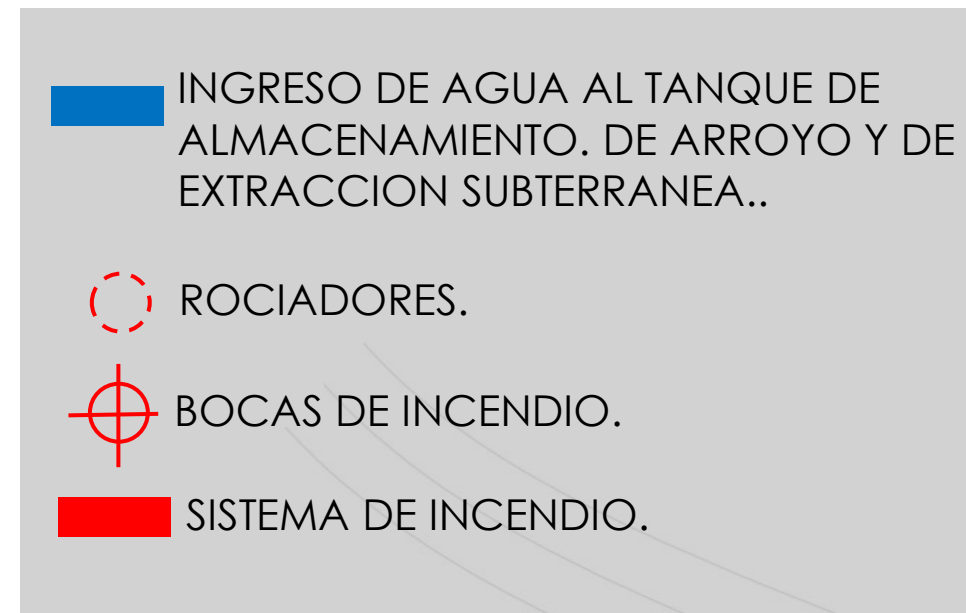 INGRESO DE AGUA AL TANQUE DE
ALMACENAMIENTO. DE ARROYO Y DE
EXTRACCION SUBTERRANEA..
ROCIADORES.
BOCAS DE INCENDIO.
SISTEMA DE INCENDIO.